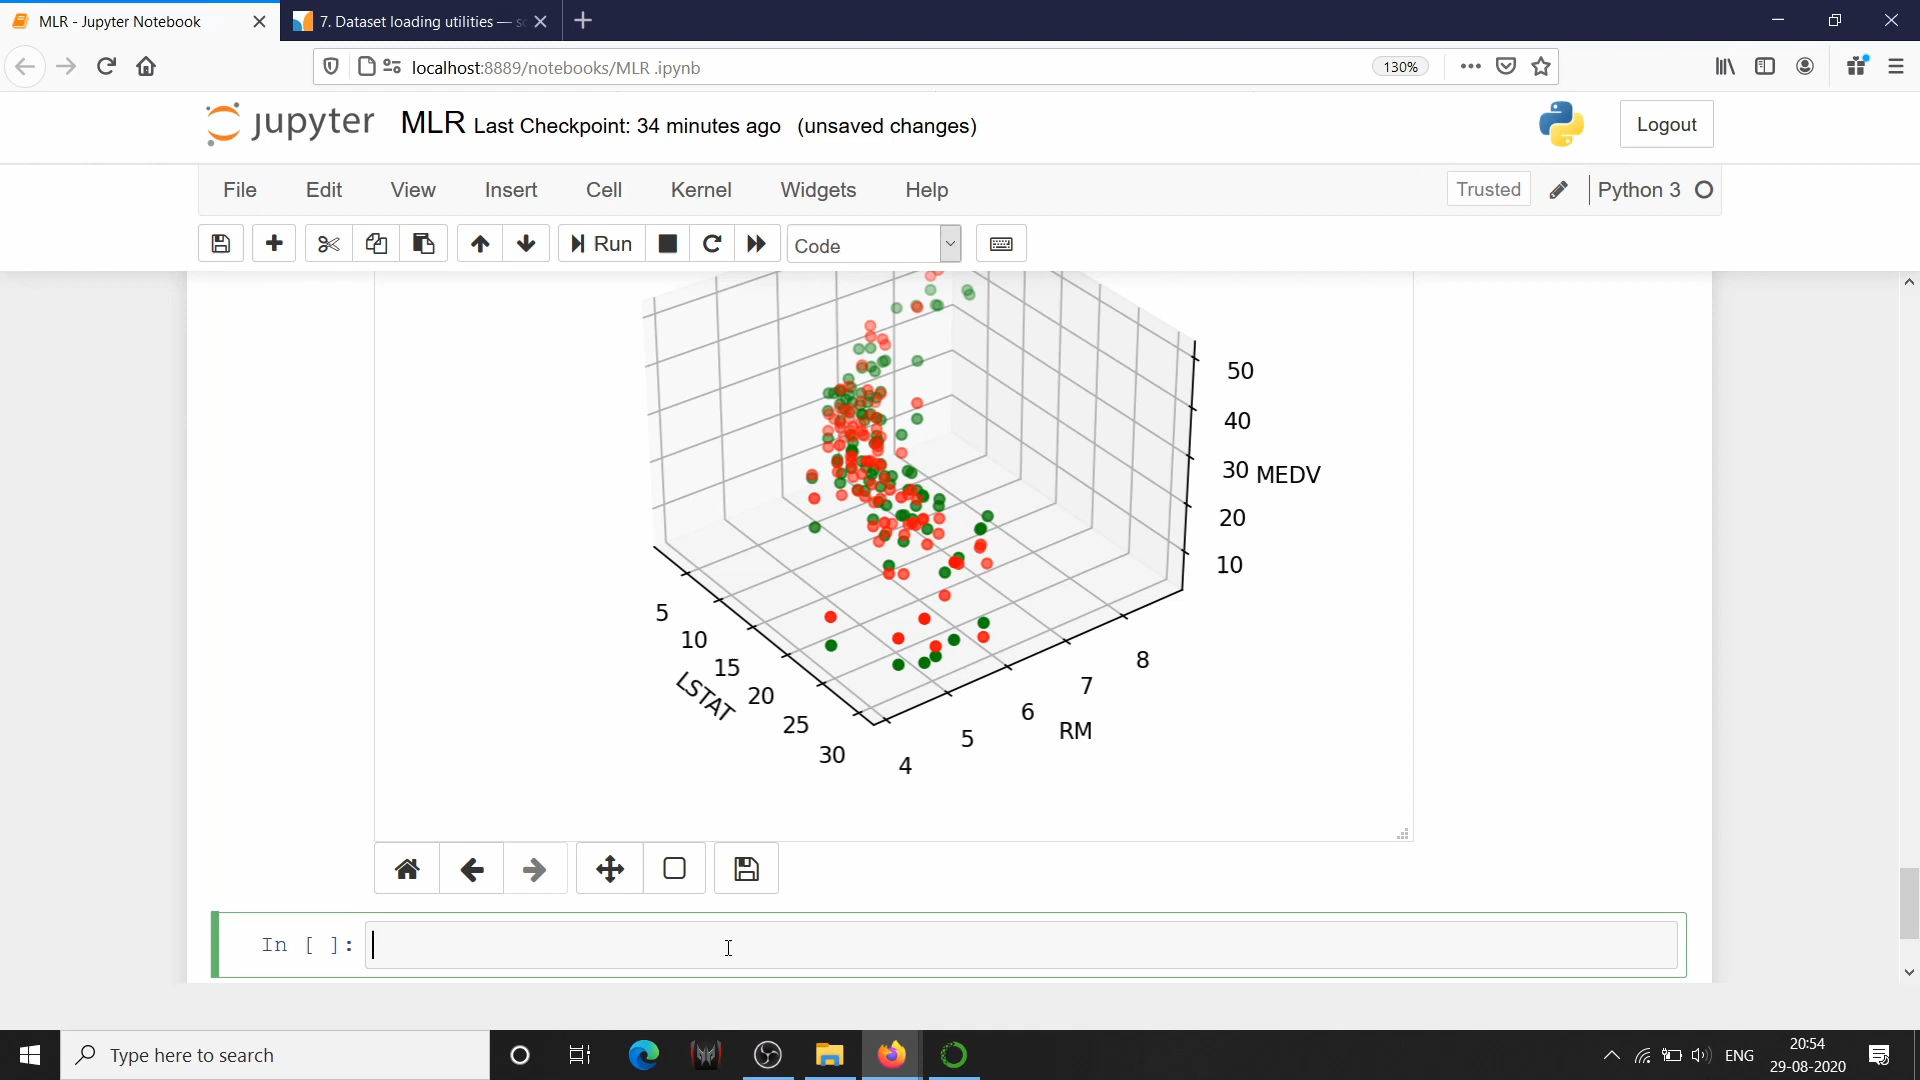 MLR - Jupyter Notebook
7. Dataset loading utilities — sc
localhost:8889/notebooks/MLR .ipynb
130%
jupyter MLR Last Checkpoint: 34 minutes ago (unsaved changes)
Logout
File Edit View Insert Cell Kernel Widgets Help
Trusted Python 3
Run Code
50
40
30 MEDV
20
10
5
10
15
20
25
30
LSTAT
4
5
6
7
8
RM
In [ ]:
Type here to search
ENG
20:54
29-08-2020